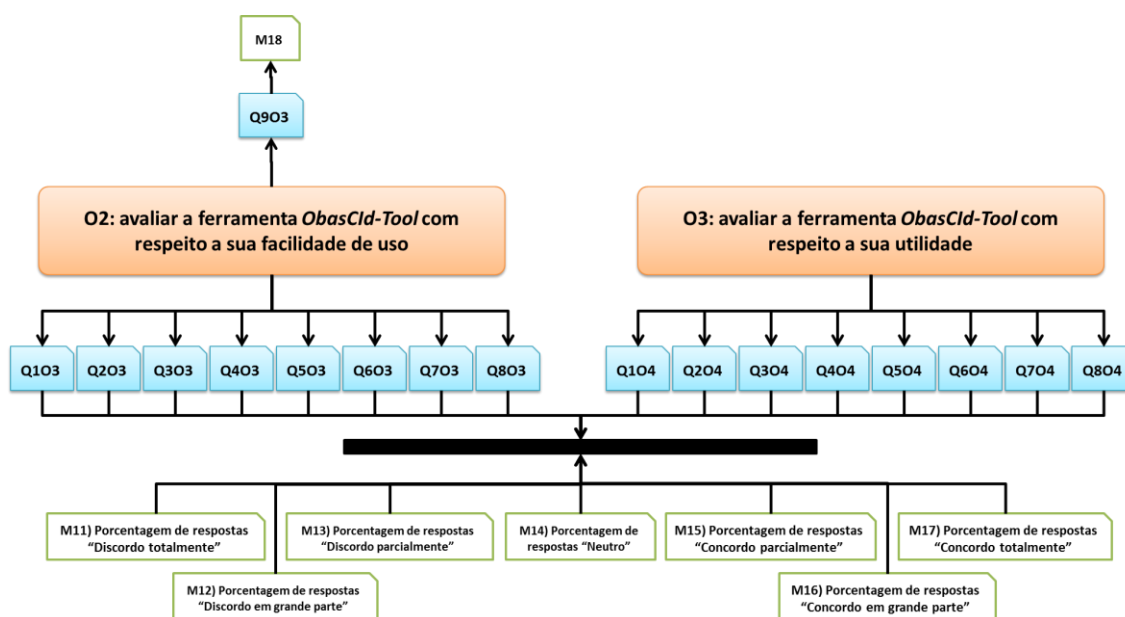 M18
Q9O3
O2: avaliar a ferramenta ObasCId-Tool com
respeito a sua facilidade de uso
O3: avaliar a ferramenta ObasCId-Tool com
respeito a sua utilidade
Q1O3
Q2O3
Q3O3
Q4O3
Q5O3
Q6O3
Q7O3
Q8O3
Q1O4
Q2O4
Q3O4
Q4O4
Q5O4
Q6O4
Q7O4
Q8O4
M11) Porcentagem de respostas
“Discordo totalmente”
M13) Porcentagem de respostas
“Discordo parcialmente”
M14) Porcentagem de
respostas “Neutro”
M15) Porcentagem de respostas
“Concordo parcialmente”
M17) Porcentagem de respostas
“Concordo totalmente”
M12) Porcentagem de respostas
“Discordo em grande parte”
M16) Porcentagem de respostas
“Concordo em grande parte”